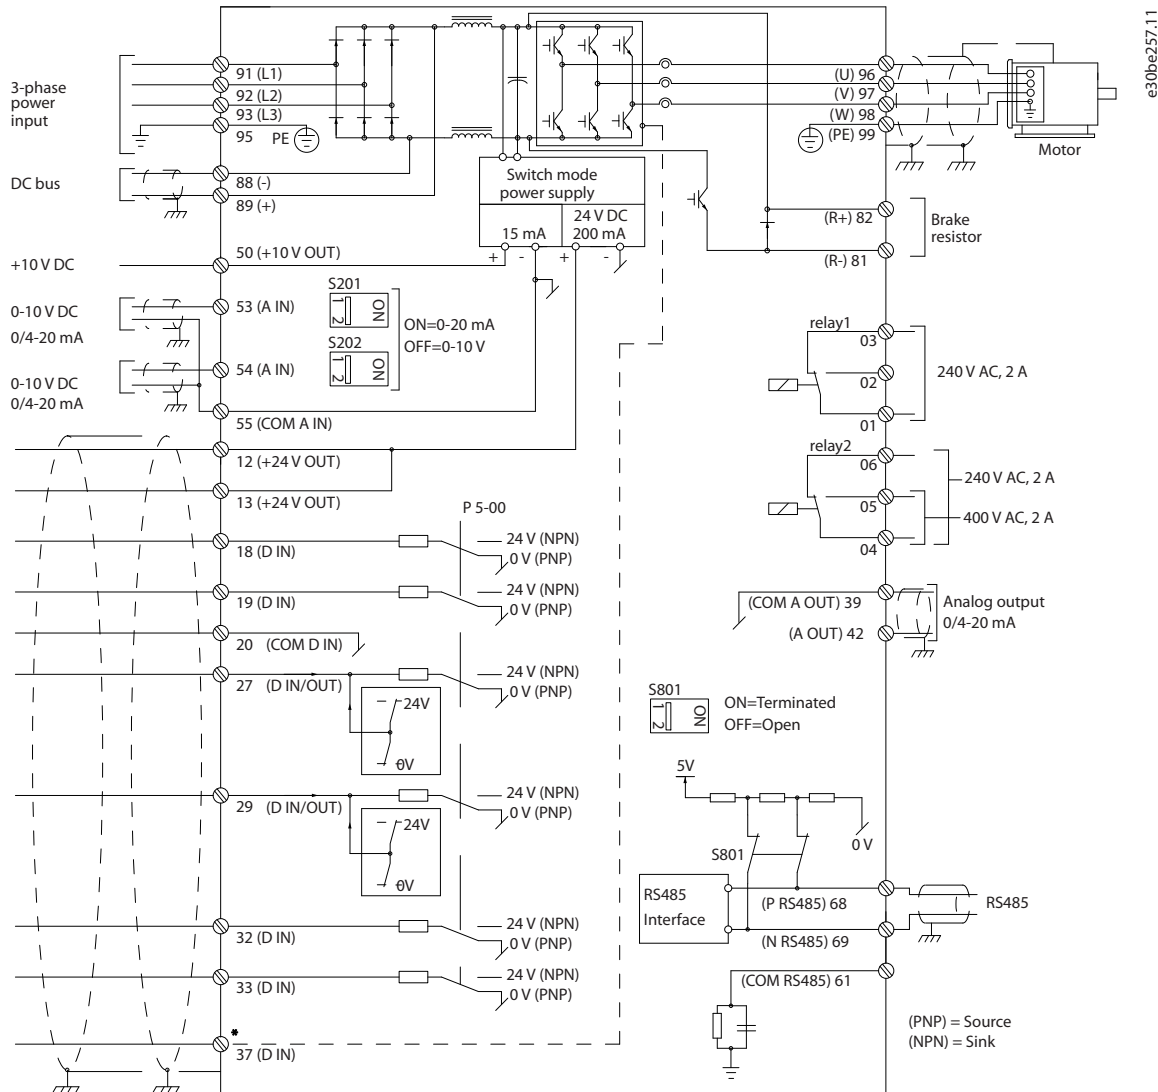 e30be257.11
3-phase
power
input
91 (L1)
92 (L2)
93 (L3)
95
PE
(U) 96
(V) 97
(W) 98
(PE) 99
Motor
DC bus
88 (-)
89 (+)
Switch mode
power supply
15 mA
24 V DC
200 mA
+ - + -
(R+) 82
(R-) 81
Brake
resistor
+10 V DC
50 (+10 V OUT)
0-10 V DC
0/4-20 mA
53 (A IN)
S201
1 2
ON
S202
1 2
ON
ON=0-20 mA
OFF=0-10 V
0-10 V DC
0/4-20 mA
54 (A IN)
55 (COM A IN)
relay1
03
02
01
240 V AC, 2 A
relay2
06
05
04
240 V AC, 2 A
400 V AC, 2 A
12 (+24 V OUT)
13 (+24 V OUT)
P 5-00
18 (D IN)
24 V (NPN)
0 V (PNP)
19 (D IN)
24 V (NPN)
0 V (PNP)
20 (COM D IN)
27 (D IN/OUT)
24 V (NPN)
0 V (PNP)
24V
0V
29 (D IN/OUT)
24 V (NPN)
0 V (PNP)
24V
0V
32 (D IN)
24 V (NPN)
0 V (PNP)
33 (D IN)
24 V (NPN)
0 V (PNP)
*
37 (D IN)
(COM A OUT) 39
(A OUT) 42
Analog output
0/4-20 mA
S801
1 2
ON
ON=Terminated
OFF=Open
5V
0 V
S801
RS485
Interface
(P RS485) 68
(N RS485) 69
RS485
(COM RS485) 61
(PNP) = Source
(NPN) = Sink